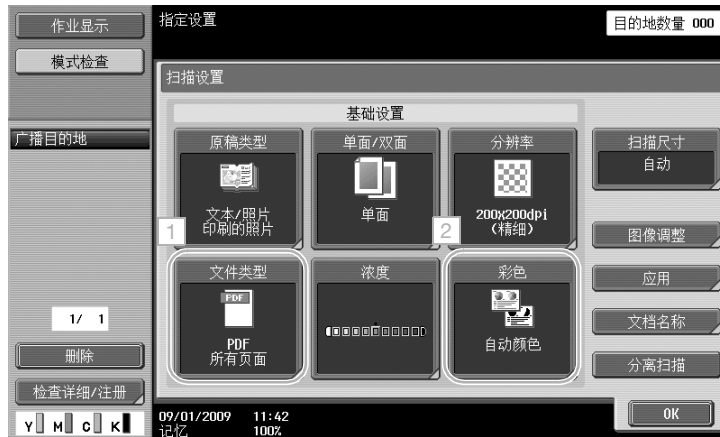 作业显示
指定设置
目的地数量 000
模式检查
扫描设置
基础设置
广播目的地
原稿类型
单面/双面
分辨率
扫描尺寸
自动
文本/照片
印刷的照片
单面
200X200dpi
(精细)
1
2
图像调整
文件类型
浓度
彩色
应用
PDF
1/ 1
PDF
所有页面
自动颜色
文档名称
删除
分离扫描
检查详细/注册
OK
Y M C K
09/01/2009 11:42
记忆 100%